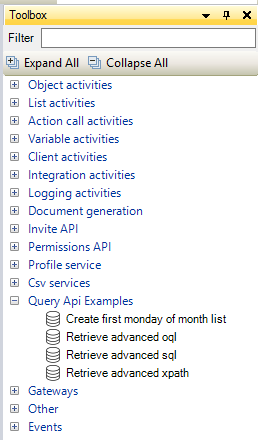 Toolbox
Filter
Expand All Collapse All
Object activities
List activities
Action call activities
Variable activities
Client activities
Integration activities
Logging activities
Document generation
Invite API
Permissions API
Profile service
Csv services
Query Api Examples
Create first monday of month list
Retrieve advanced oql
Retrieve advanced sql
Retrieve advanced xpath
Gateways
Other
Events